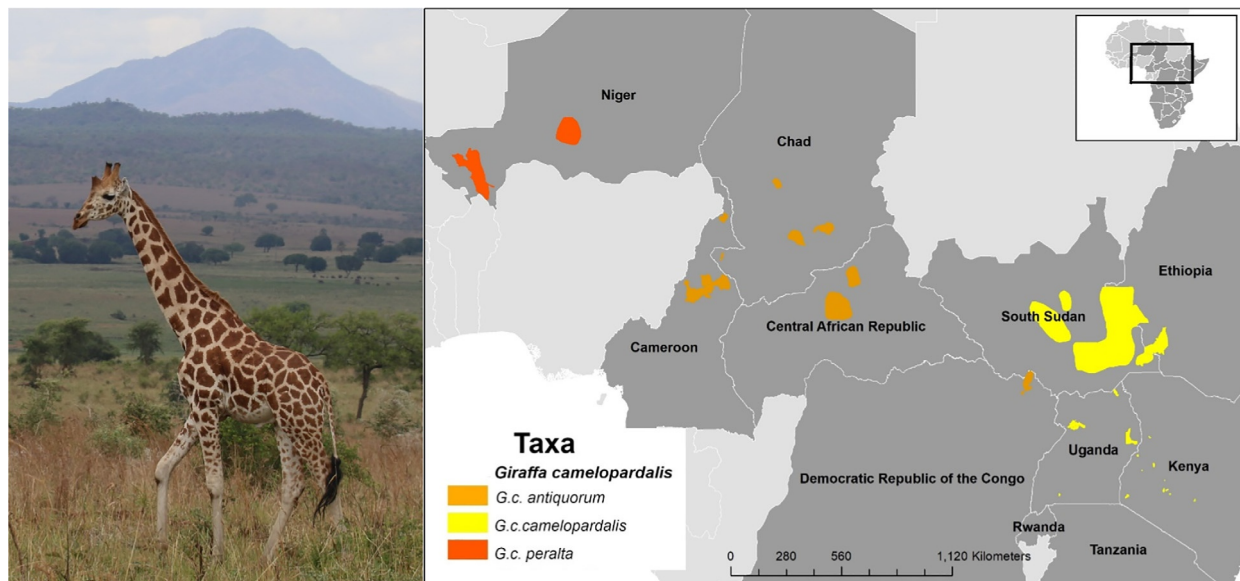 Niger
Chad
Ethiopia
South Sudan
Central African Republic
Cameroon
Uganda
Kenya
Democratic Republic of the Congo
Rwanda
Tanzania
Taxa
Giraffa camelopardalis
G.c. antiquorum
G.c.camelopardalis
G.c. peralta
0 280 560 1,120 Kilometers